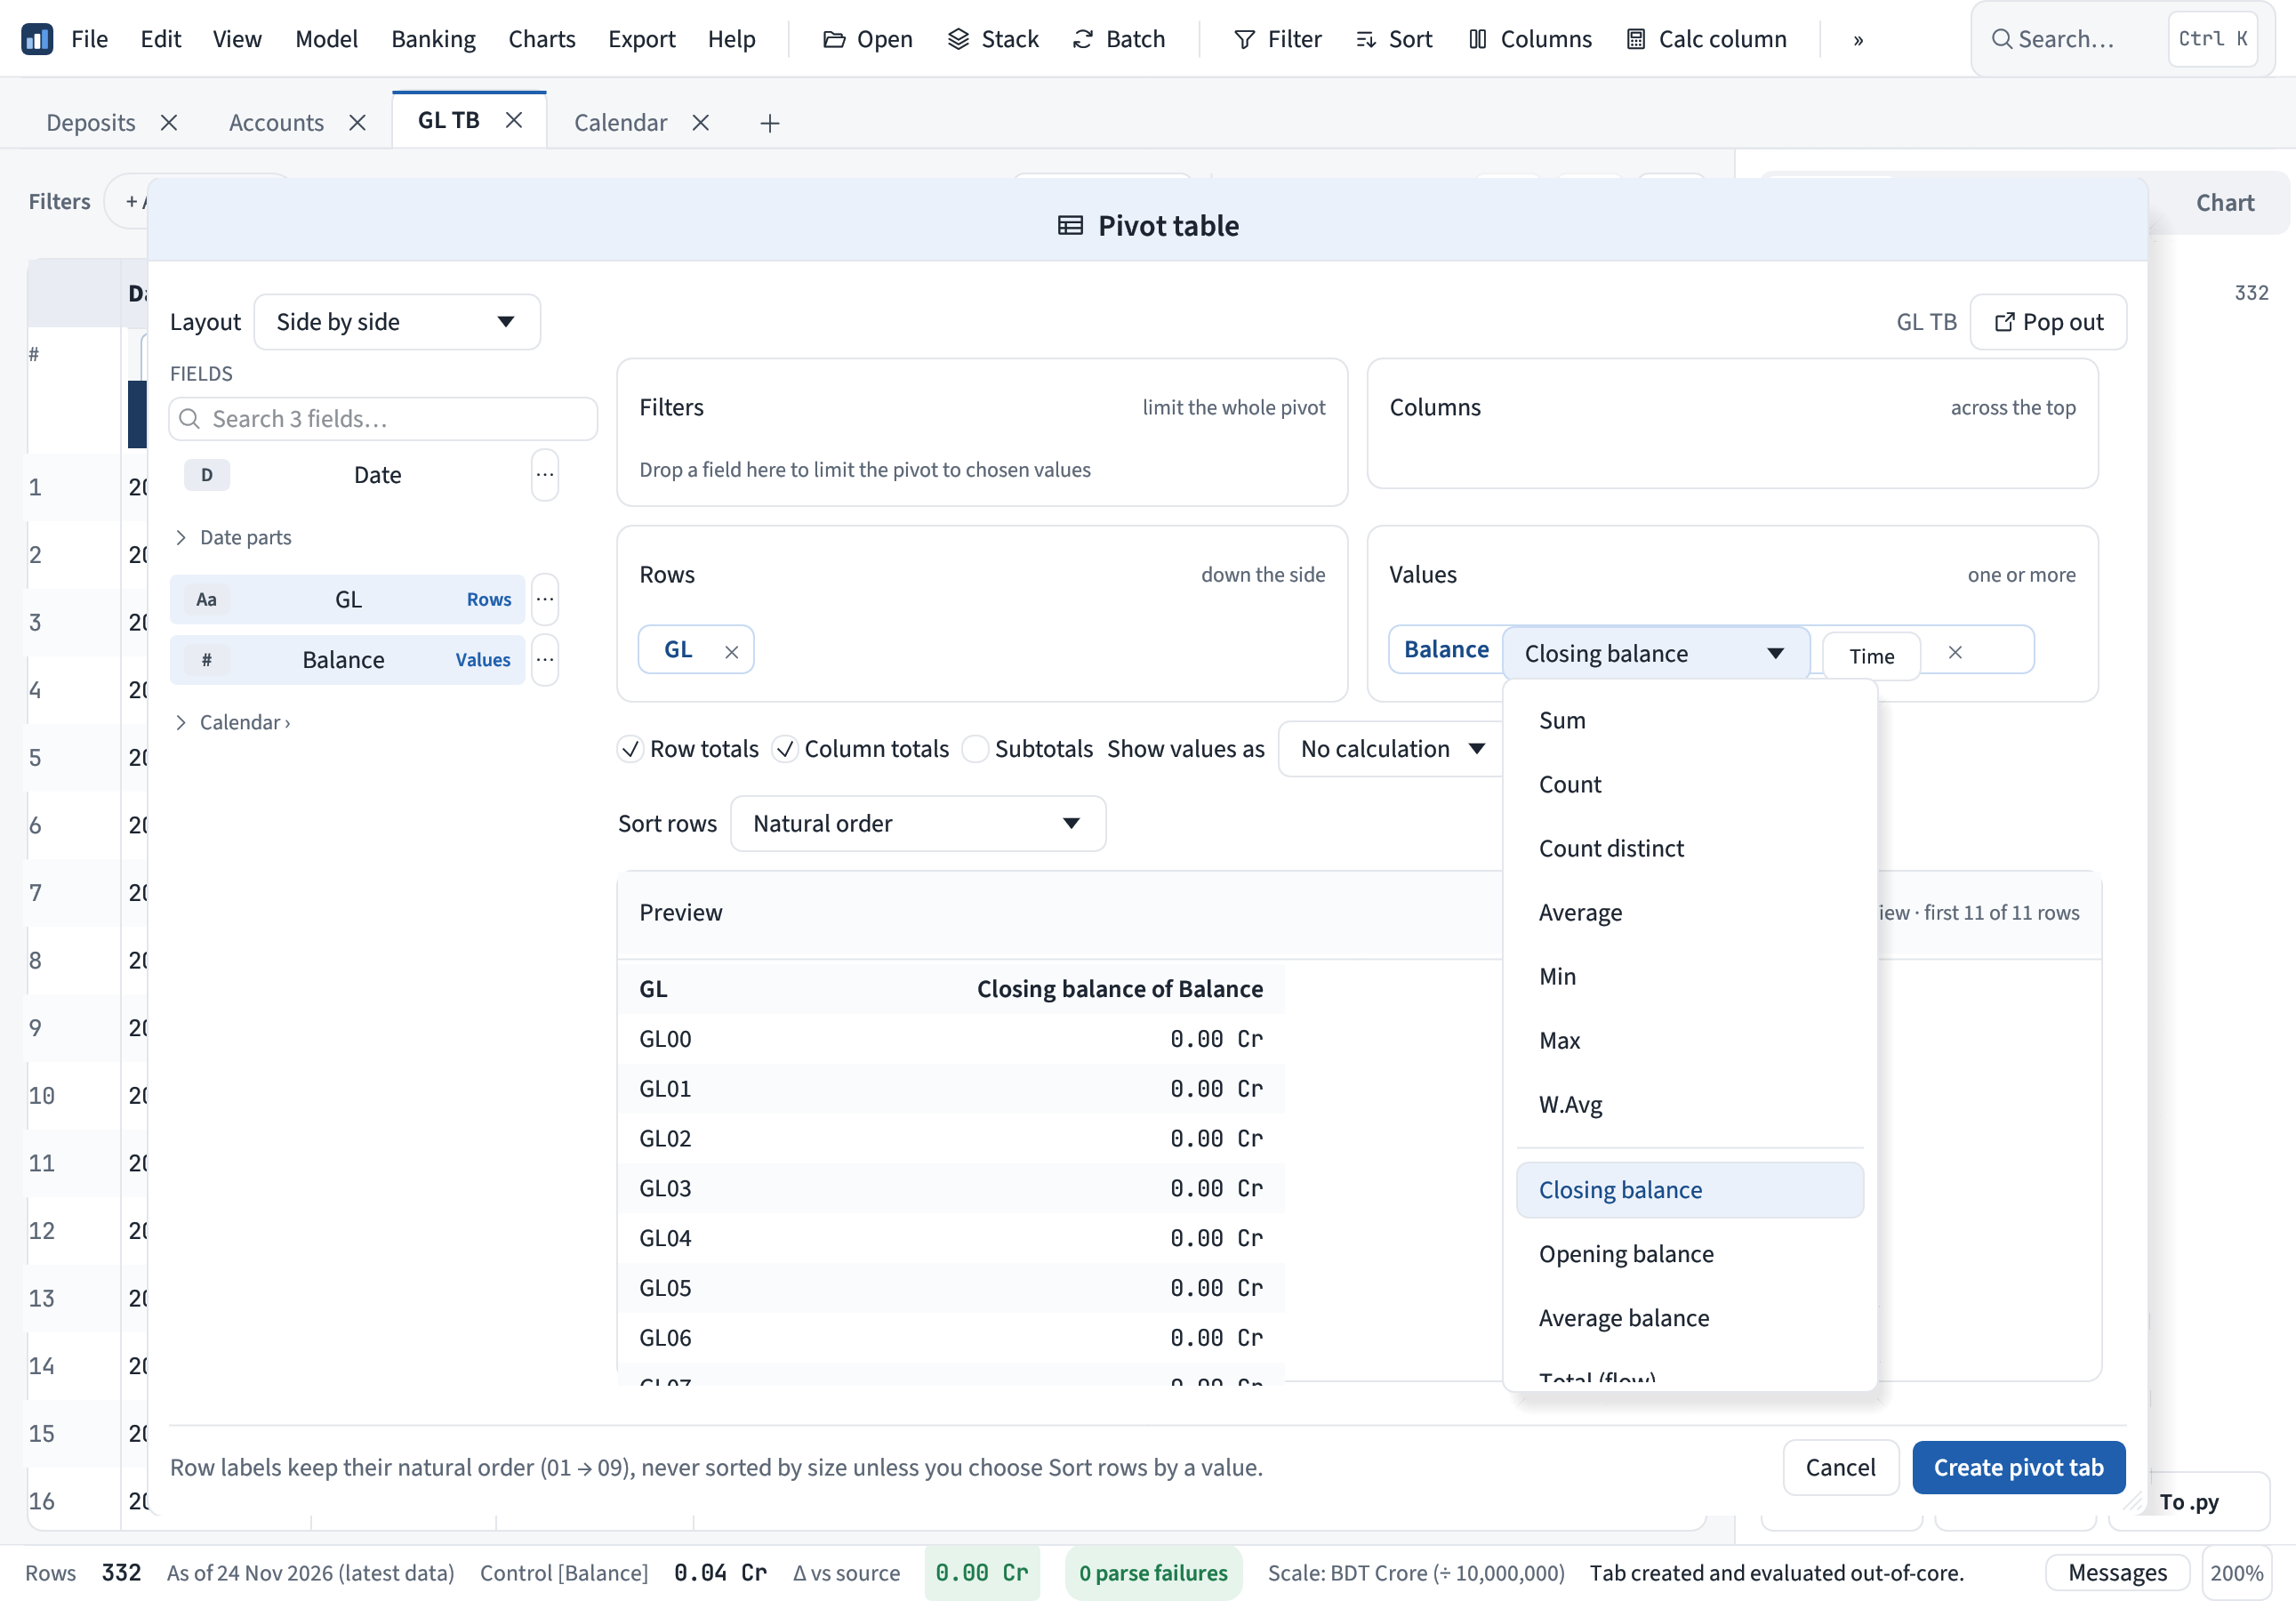 File Edit View Model Banking Charts Export Help Open Stack Batch Filter Sort Columns Calc column » Search… Ctrl K
Deposits Accounts GL TB Calendar +
Filters + Chart
Pivot table
332
Layout Side by side GL TB Pop out
#
FIELDS
Search 3 fields…
Filters limit the whole pivot Columns across the top
D Date ...
Drop a field here to limit the pivot to chosen values
Date parts
Rows down the side Values one or more
Aa GL Rows ...
# Balance Values ...
GL Balance Closing balance Time
Calendar ›
Row totals Column totals Subtotals Show values as No calculation
Sort rows Natural order
Sum
Count
Count distinct
Average
Min
Max
W.Avg
Closing balance
Opening balance
Average balance
Total (flow)
Preview first 11 of 11 rows
GL Closing balance of Balance
GL00 0.00 Cr
GL01 0.00 Cr
GL02 0.00 Cr
GL03 0.00 Cr
GL04 0.00 Cr
GL05 0.00 Cr
GL06 0.00 Cr
GL07 0.00 Cr
1
2
3
4
5
6
7
8
9
10
11
12
13
14
15
16
Row labels keep their natural order (01 → 09), never sorted by size unless you choose Sort rows by a value. Cancel Create pivot tab
To .py
Rows 332 As of 24 Nov 2026 (latest data) Control [Balance] 0.04 Cr Δ vs source 0.00 Cr 0 parse failures Scale: BDT Crore (÷ 10,000,000) Tab created and evaluated out-of-core. Messages 200%